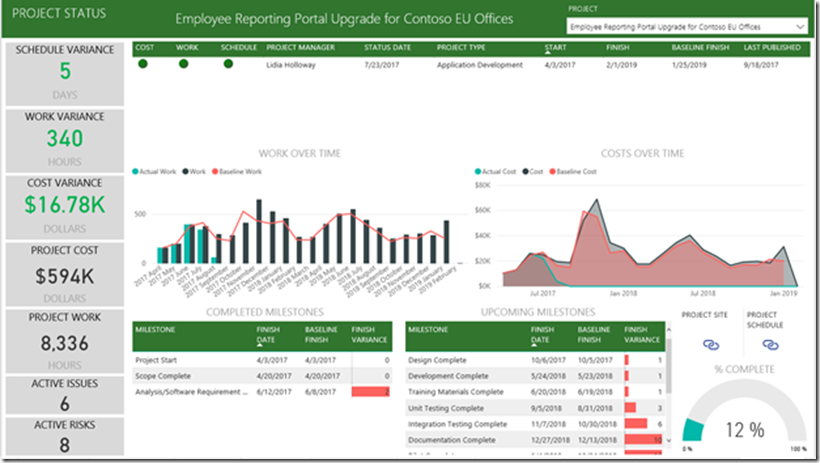 PROJECT STATUS
Employee Reporting Portal Upgrade for Contoso EU Offices
PROJECT
Employee Reporting Portal Upgrade for Contoso EU Offices
SCHEDULE VARIANCE
5
DAYS
WORK VARIANCE
340
HOURS
COST VARIANCE
$16.78K
DOLLARS
PROJECT COST
$594K
DOLLARS
PROJECT WORK
8,336
HOURS
ACTIVE ISSUES
6
ACTIVE RISKS
8
COST WORK SCHEDULE PROJECT MANAGER STATUS DATE PROJECT TYPE START FINISH BASELINE FINISH LAST PUBLISHED
Lidia Holloway 7/23/2017 Application Development 4/3/2017 2/1/2019 1/25/2019 9/18/2017
WORK OVER TIME
Actual Work Work Baseline Work
500
0
2017 April
2017 May
2017 June
2017 July
2017 August
2017 September
2017 October
2017 November
2017 December
2018 January
2018 February
2018 March
2018 April
2018 May
2018 June
2018 July
2018 August
2018 September
2018 October
2018 November
2018 December
2019 January
2019 February
COSTS OVER TIME
Actual Cost Cost Baseline Cost
$80K
$60K
$40K
$20K
$0K
Jul 2017 Jan 2018 Jul 2018 Jan 2019
COMPLETED MILESTONES
MILESTONE FINISH DATE BASELINE FINISH FINISH VARIANCE
Project Start 4/3/2017 4/3/2017 0
Scope Complete 4/20/2017 4/20/2017 0
Analysis/Software Requirement ... 6/12/2017 6/8/2017 2
UPCOMING MILESTONES
MILESTONE FINISH DATE BASELINE FINISH FINISH VARIANCE
Design Complete 10/6/2017 10/5/2017 1
Development Complete 5/24/2018 5/23/2018 1
Training Materials Complete 6/20/2018 6/19/2018 1
Unit Testing Complete 9/5/2018 8/31/2018 3
Integration Testing Complete 11/7/2018 10/30/2018 6
Documentation Complete 12/27/2018 12/13/2018 10
PROJECT SITE
PROJECT SCHEDULE
% COMPLETE
12 %
0 % 100 %